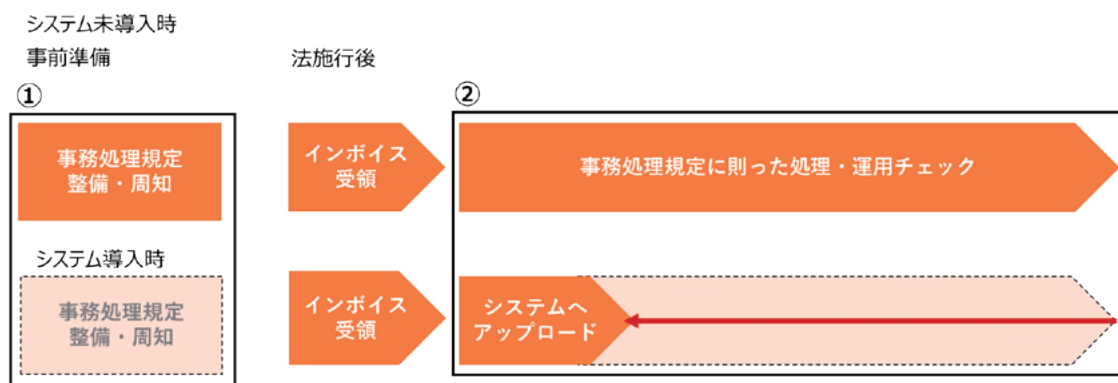 システム未導入時
事前準備
法施行後
①
②
事務処理規定
整備・周知
インボイス
受領
事務処理規定に則った処理・運用チェック
システム導入時
事務処理規定
整備・周知
インボイス
受領
システムへ
アップロード